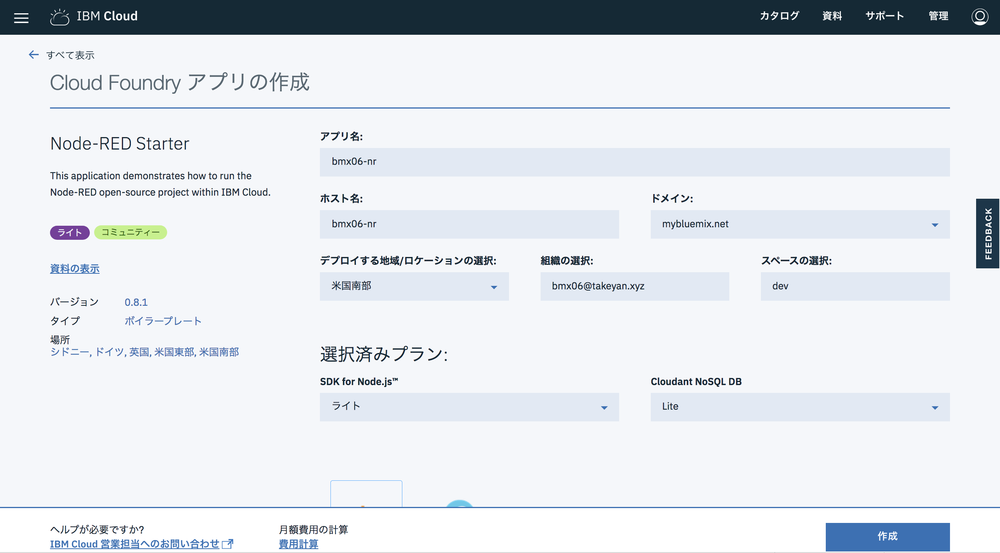 IBM Cloud
カタログ 資料 サポート 管理
すべて表示
Cloud Foundry アプリの作成
Node-RED Starter
This application demonstrates how to run the
Node-RED open-source project within IBM Cloud.
ライト コミュニティー
資料の表示
バージョン 0.8.1
タイプ ボイラープレート
場所
シドニー, ドイツ, 英国, 米国東部, 米国南部
アプリ名:
bmx06-nr
ホスト名: ドメイン:
bmx06-nr mybluemix.net
デプロイする地域/ロケーションの選択: 組織の選択: スペースの選択:
米国南部 bmx06@takeyan.xyz dev
選択済みプラン:
SDK for Node.js™ Cloudant NoSQL DB
ライト Lite
FEEDBACK
ヘルプが必要ですか? 月額費用の計算
IBM Cloud 営業担当へのお問い合わせ 費用計算
作成